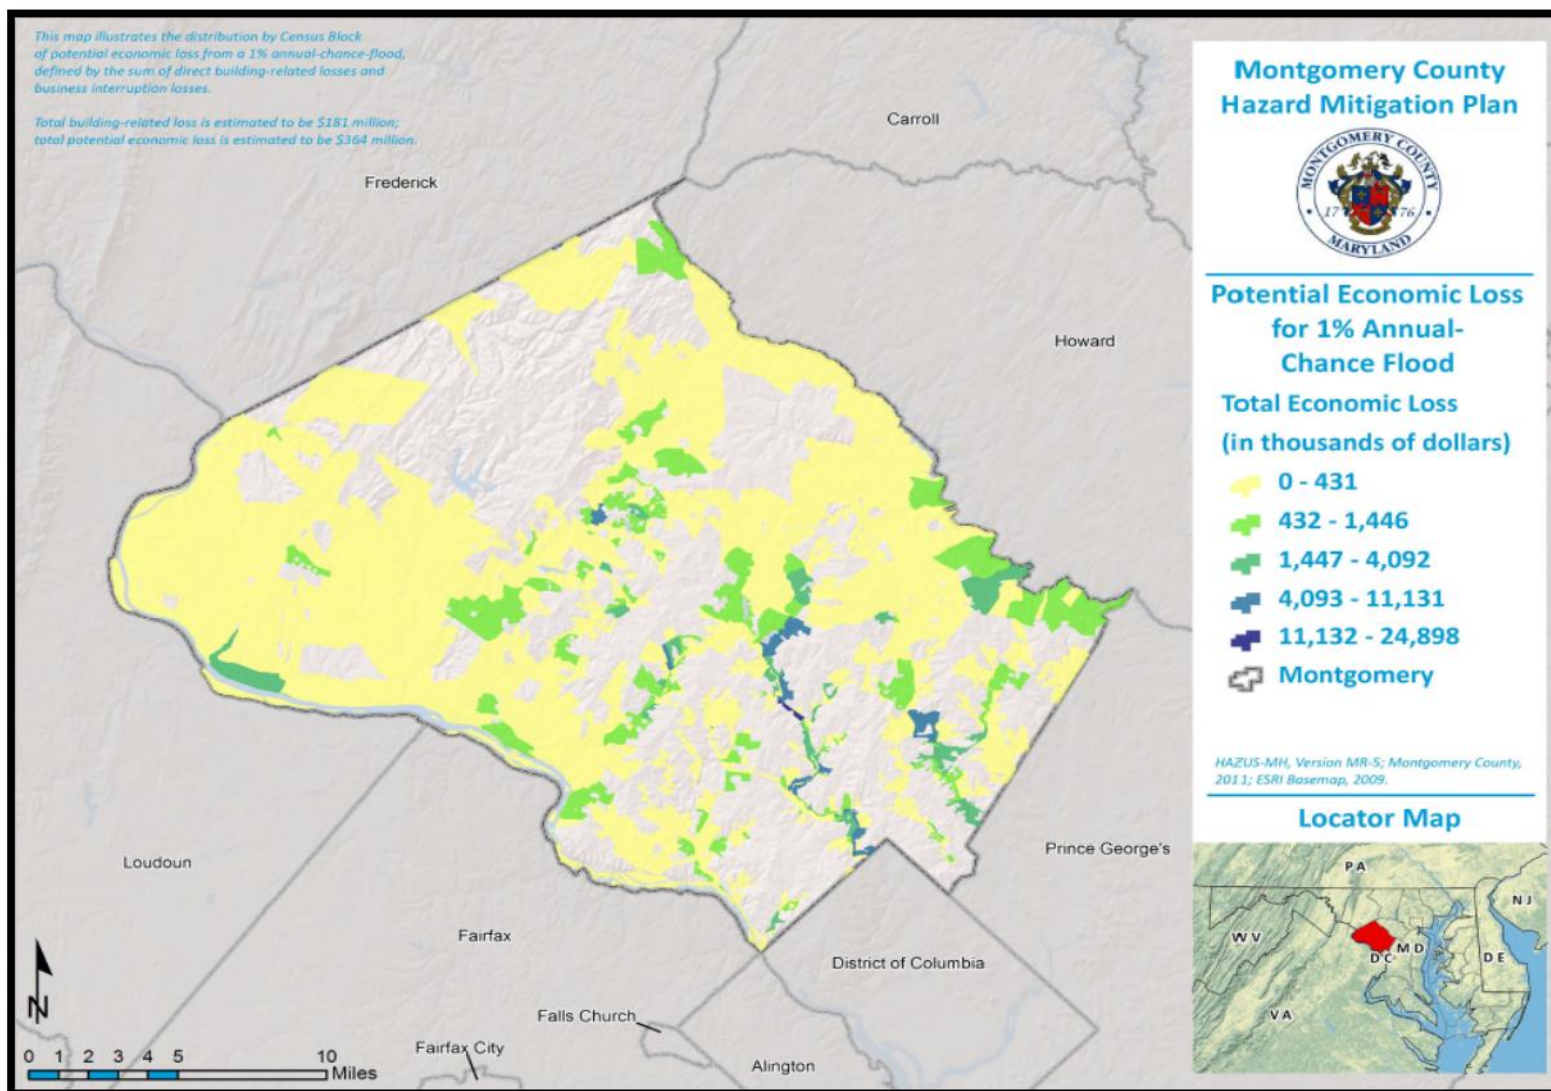 This map illustrates the distribution by Census Block
of potential economic loss from a 1% annual-chance-flood,
defined by the sum of direct building-related losses and
business interruption losses.
Total building-related loss is estimated to be $181 million;
total potential economic loss is estimated to be $364 million.
Carroll
Frederick
Howard
Loudoun
Prince George's
Fairfax
District of Columbia
Falls Church
Fairfax City
Alington
N
0 1 2 3 4 5 10
Miles
Montgomery County
Hazard Mitigation Plan
MONTGOMERY COUNTY
17 76
MARYLAND
Potential Economic Loss
for 1% Annual-
Chance Flood
Total Economic Loss
(in thousands of dollars)
0 - 431
432 - 1,446
1,447 - 4,092
4,093 - 11,131
11,132 - 24,898
Montgomery
HAZUS-MH, Version MR-5; Montgomery County,
2011; ESRI Basemap, 2009.
Locator Map
PA
NJ
WV
MD
DC
DE
VA